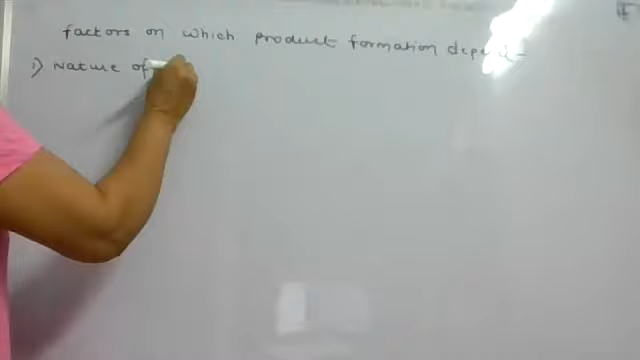 factors on which product formation depend-
i) Nature of